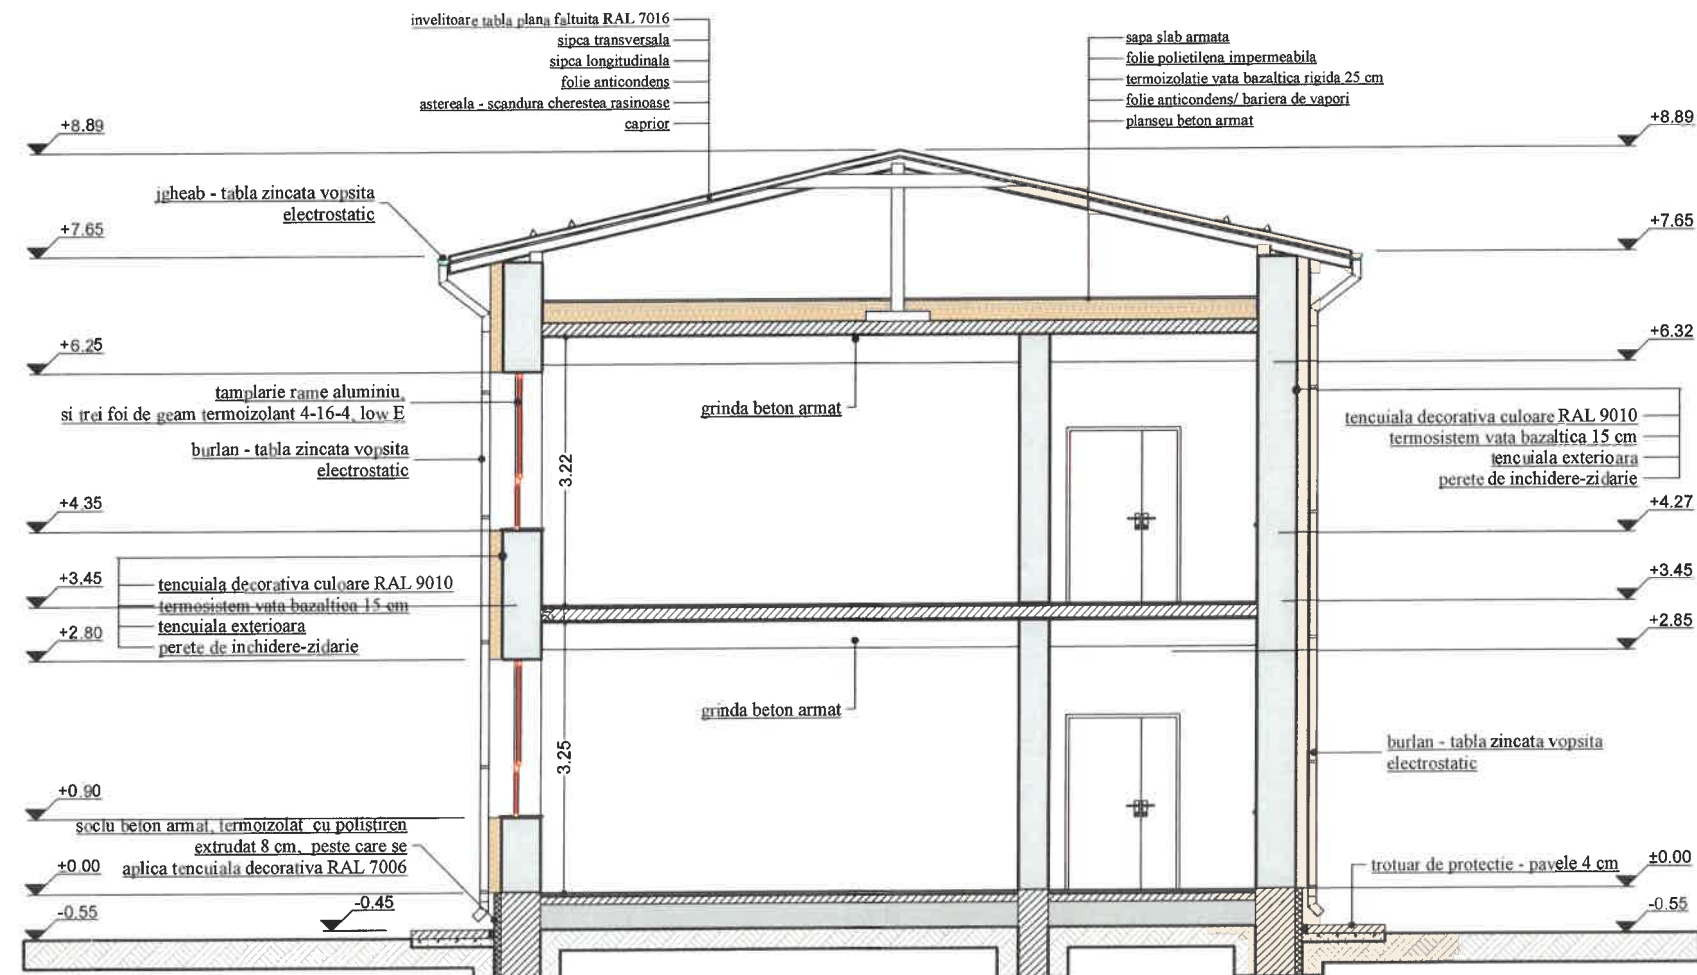 invelitoare tabla plana faltuita RAL 7016
sipca transversala
sipca longitudinala
folie anticondens
astereala - scandura cherestea rasinoase
caprior
sapa slab armata
folie polietilena impermeabila
termoizolatie vata bazaltica rigida 25 cm
folie anticondens/ bariera de vapori
planseu beton armat
+8.89
+8.89
jgheab - tabla zincata vopsita
electrostatic
+7.65
+7.65
+6.25
+6.32
tamplarie rame aluminiu,
si trei foi de geam termoizolant 4-16-4, low E
grinda beton armat
tencuiala decorativa culoare RAL 9010
termosistem vata bazaltica 15 cm
tencuiala exterioara
perete de inchidere-zidarie
burlan - tabla zincata vopsita
electrostatic
3.22
+4.35
+4.27
+3.45
+3.45
tencuiala decorativa culoare RAL 9010
termosistem vata bazaltica 15 cm
tencuiala exterioara
perete de inchidere-zidarie
+2.80
+2.85
grinda beton armat
3.25
burlan - tabla zincata vopsita
electrostatic
+0.90
soclu beton armat, termoizolat cu polistiren
extrudat 8 cm, peste care se
aplica tencuiala decorativa RAL 7006
±0.00
trotuar de protectie - pavele 4 cm
±0.00
-0.45
-0.55
-0.55